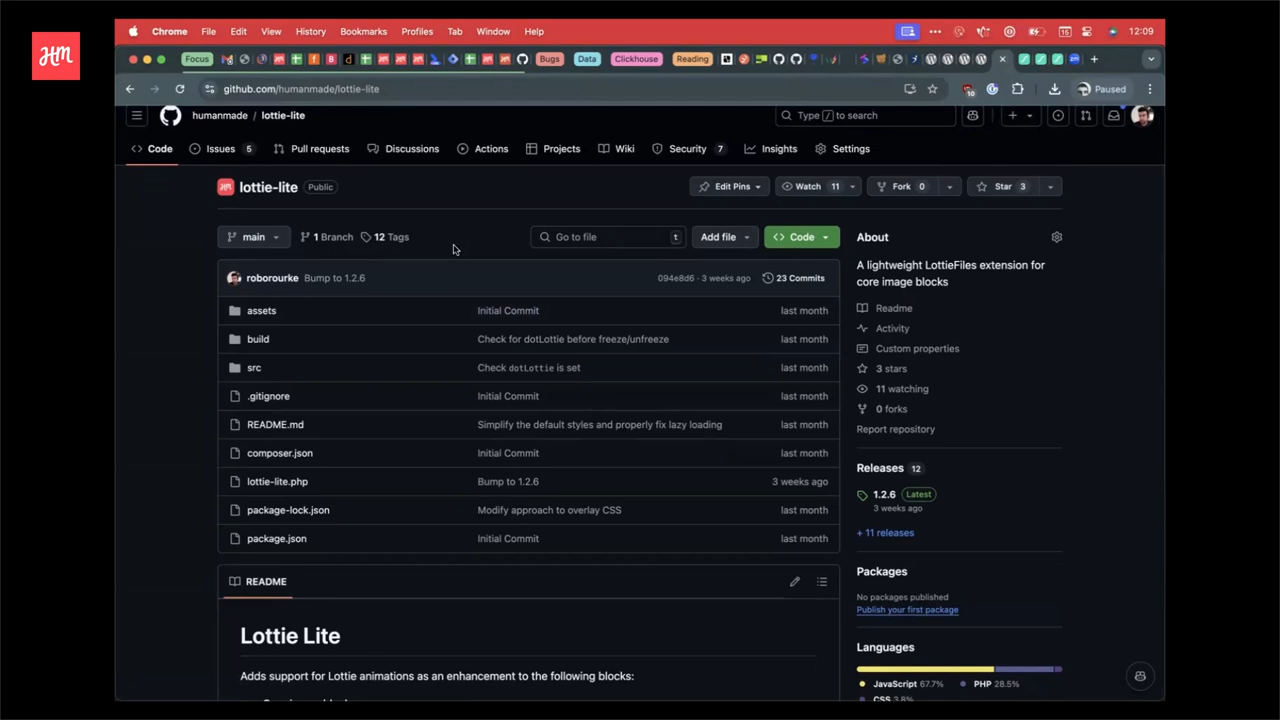 HM
Chrome File Edit View History Bookmarks Profiles Tab Window Help 12:09
Focus Bugs Data Clickhouse Reading
github.com/humanmade/lottie-lite Paused
humanmade / lottie-lite Type / to search
Code Issues 5 Pull requests Discussions Actions Projects Wiki Security 7 Insights Settings
HM lottie-lite Public Edit Pins Watch 11 Fork 0 Star 3
main 1 Branch 12 Tags Go to file t Add file <> Code
About
A lightweight LottieFiles extension for
core image blocks
roborourke Bump to 1.2.6 094e8d6 · 3 weeks ago 23 Commits
assets Initial Commit last month
build Check for dotLottie before freeze/unfreeze last month
src Check dotLottie is set last month
.gitignore Initial Commit last month
README.md Simplify the default styles and properly fix lazy loading last month
composer.json Initial Commit last month
lottie-lite.php Bump to 1.2.6 3 weeks ago
package-lock.json Modify approach to overlay CSS last month
package.json Initial Commit last month
Readme
Activity
Custom properties
3 stars
11 watching
0 forks
Report repository
Releases 12
1.2.6 Latest
3 weeks ago
+ 11 releases
Packages
No packages published
Publish your first package
Languages
JavaScript 67.7% PHP 28.5%
CSS 3.8%
README
Lottie Lite
Adds support for Lottie animations as an enhancement to the following blocks: